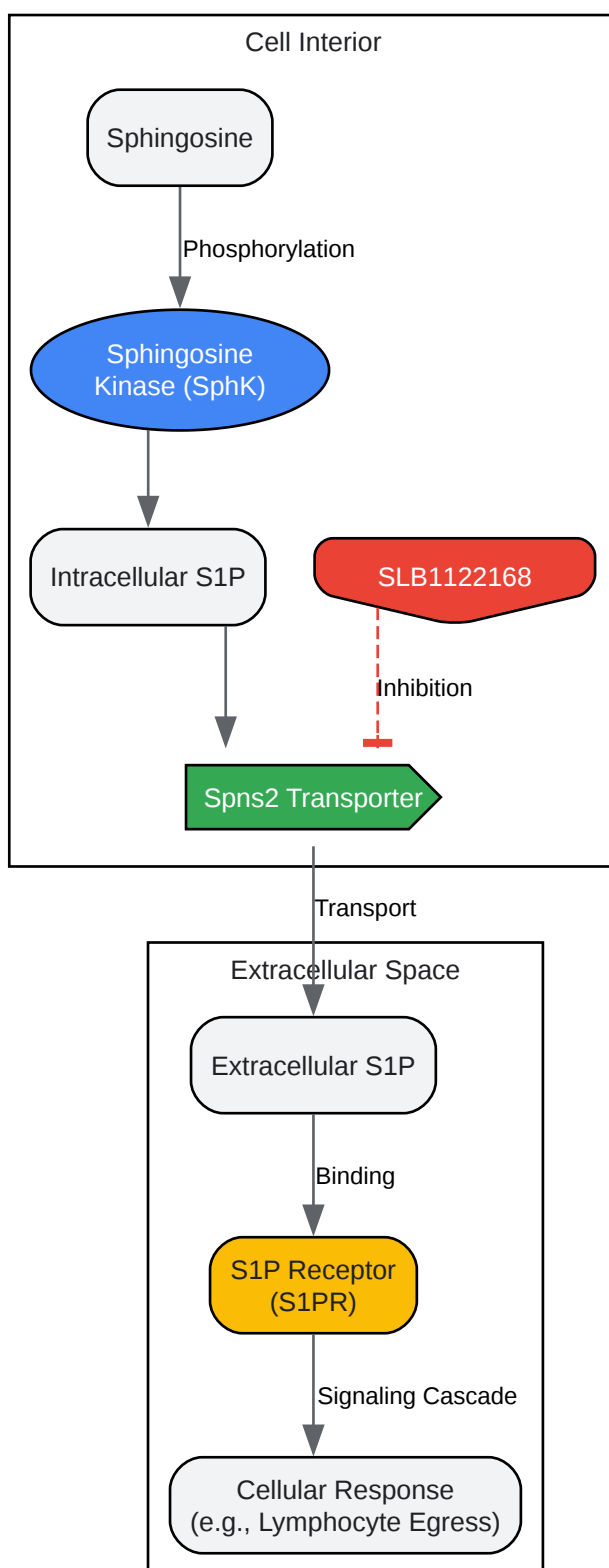 Cell Interior
Sphingosine
Phosphorylation
Sphingosine
Kinase (SphK)
Intracellular S1P
SLB1122168
Inhibition
Spns2 Transporter
Transport
Extracellular Space
Extracellular S1P
Binding
S1P Receptor
(S1PR)
Signaling Cascade
Cellular Response
(e.g., Lymphocyte Egress)